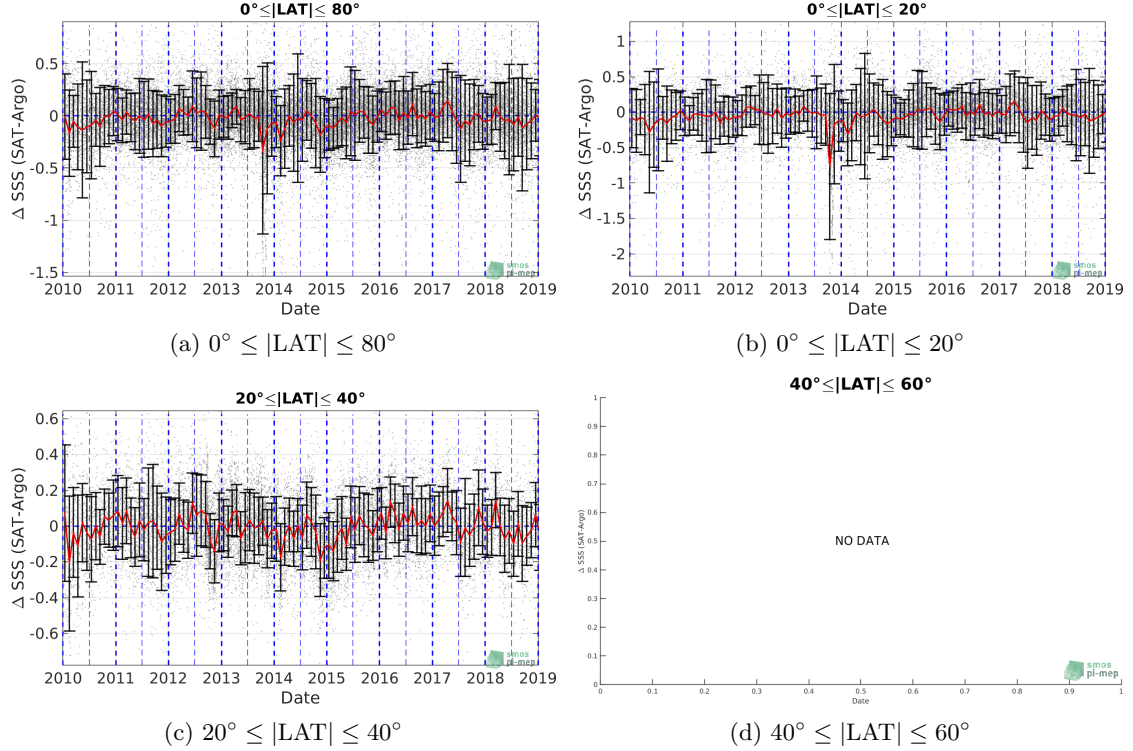 0°≤|LAT|≤ 80°
Δ SSS (SAT-Argo)
0.5
0
-0.5
-1
-1.5
2010 2011 2012 2013 2014 2015 2016 2017 2018 2019
Date
smos
pi-mep
(a) 0° ≤ |LAT| ≤ 80°
0°≤|LAT|≤ 20°
Δ SSS (SAT-Argo)
1
0.5
0
-0.5
-1
-1.5
-2
2010 2011 2012 2013 2014 2015 2016 2017 2018 2019
Date
smos
pi-mep
(b) 0° ≤ |LAT| ≤ 20°
20°≤|LAT|≤ 40°
Δ SSS (SAT-Argo)
0.6
0.4
0.2
0
-0.2
-0.4
-0.6
2010 2011 2012 2013 2014 2015 2016 2017 2018 2019
Date
smos
pi-mep
(c) 20° ≤ |LAT| ≤ 40°
40°≤|LAT|≤ 60°
Δ SSS (SAT-Argo)
1
0.9
0.8
0.7
0.6
0.5
0.4
0.3
0.2
0.1
0
NO DATA
0 0.1 0.2 0.3 0.4 0.5 0.6 0.7 0.8 0.9 1
Date
smos
pi-mep
(d) 40° ≤ |LAT| ≤ 60°